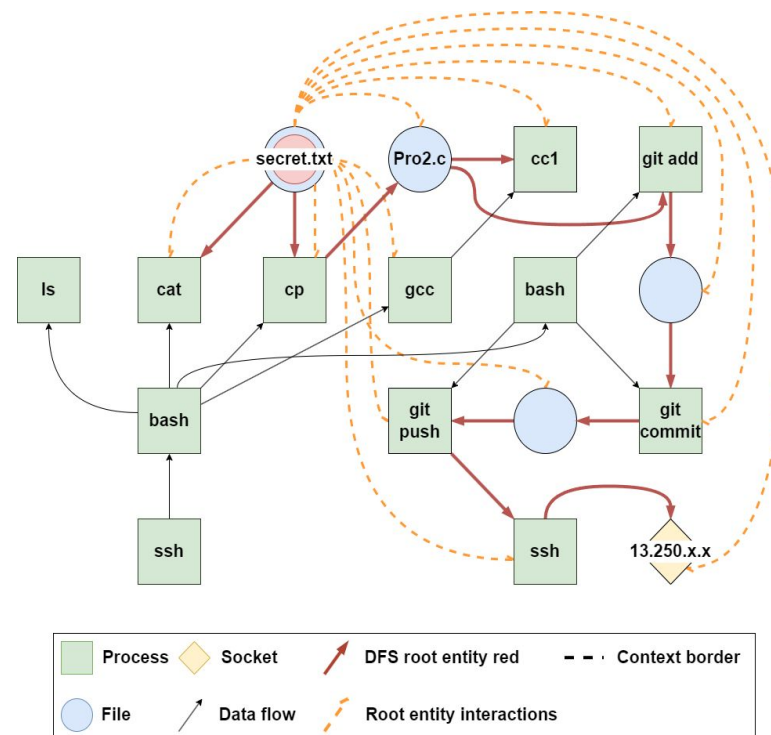 secret.txt
Pro2.c
cc1
git add
ls
cat
cp
gcc
bash
bash
git
push
git
commit
ssh
ssh
13.250.x.x
Process
Socket
DFS root entity red
Context border
File
Data flow
Root entity interactions